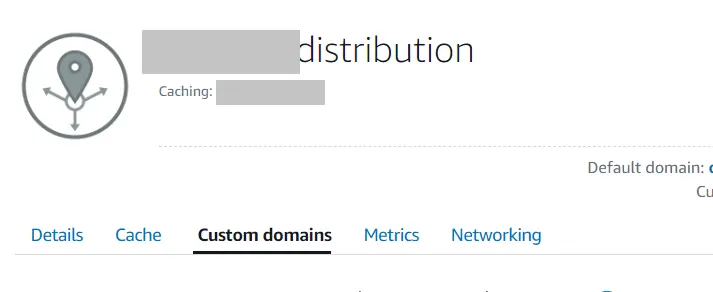 distribution
Caching:
Default domain:
Details Cache Custom domains Metrics Networking